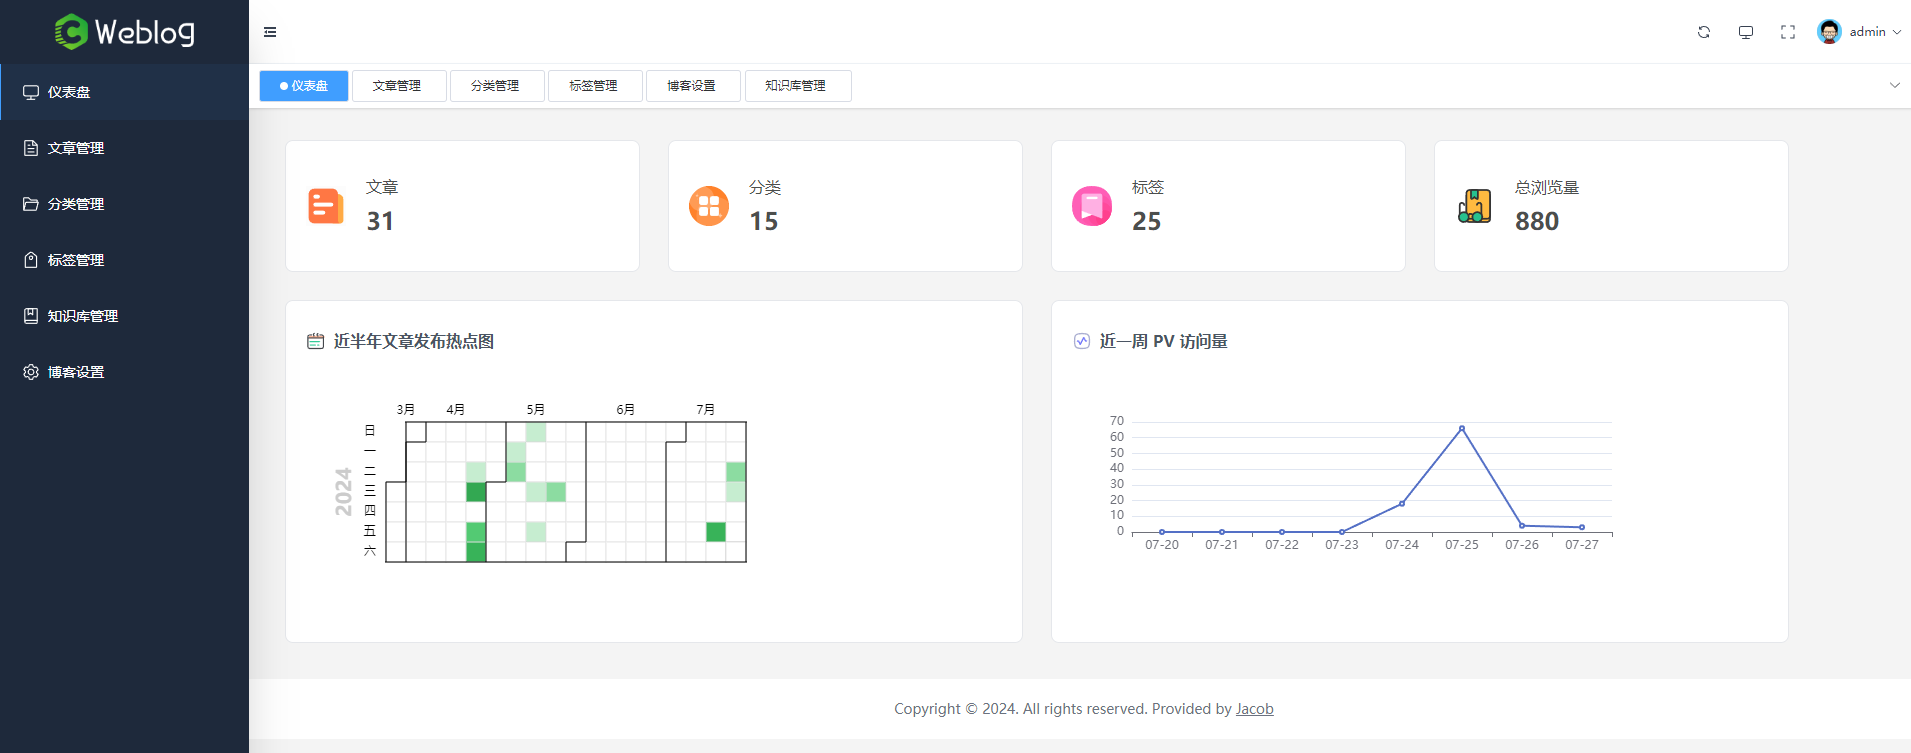 Weblog
admin
仪表盘
文章管理
分类管理
标签管理
知识库管理
博客设置
仪表盘 文章管理 分类管理 标签管理 博客设置 知识库管理
文章
31
分类
15
标签
25
总浏览量
880
近半年文章发布热点图
3月 4月 5月 6月 7月
2024
日
一
二
三
四
五
六
近一周 PV 访问量
70
60
50
40
30
20
10
0
07-20 07-21 07-22 07-23 07-24 07-25 07-26 07-27
Copyright © 2024. All rights reserved. Provided by Jacob